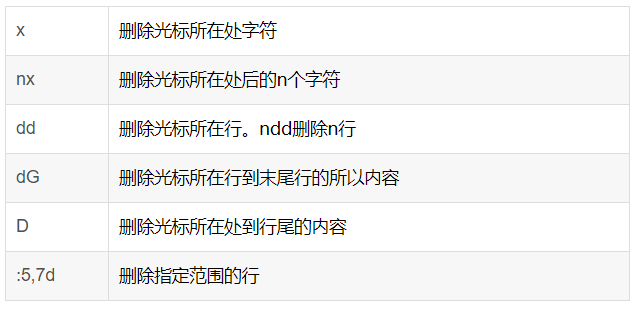 x 删除光标所在处字符
nx 删除光标所在处后的n个字符
dd 删除光标所在行。ndd删除n行
dG 删除光标所在行到末尾行的所以内容
D 删除光标所在处到行尾的内容
:5,7d 删除指定范围的行